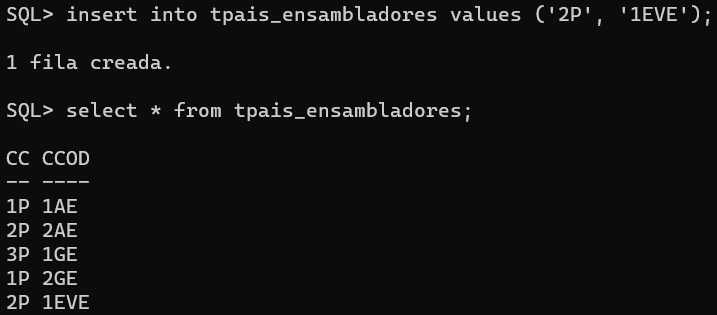 SQL> insert into tpais_ensambladores values ('2P', '1EVE');
1 fila creada.
SQL> select * from tpais_ensambladores;
CC CCOD
-- ----
1P 1AE
2P 2AE
3P 1GE
1P 2GE
2P 1EVE